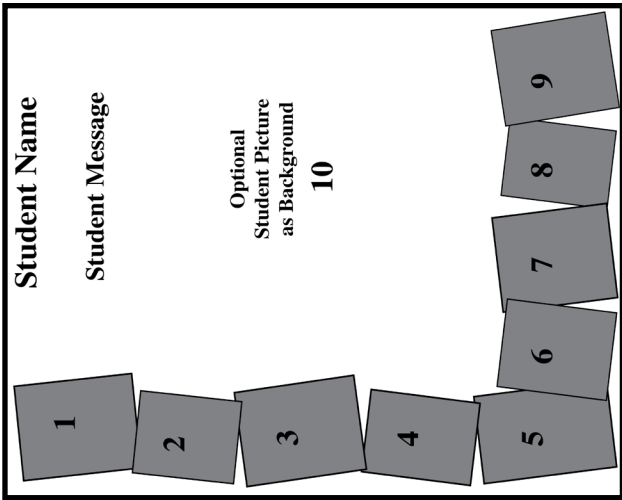 Student Name
Student Message
Optional
Student Picture
as Background
10
1
2
3
4
5
6
7
8
9